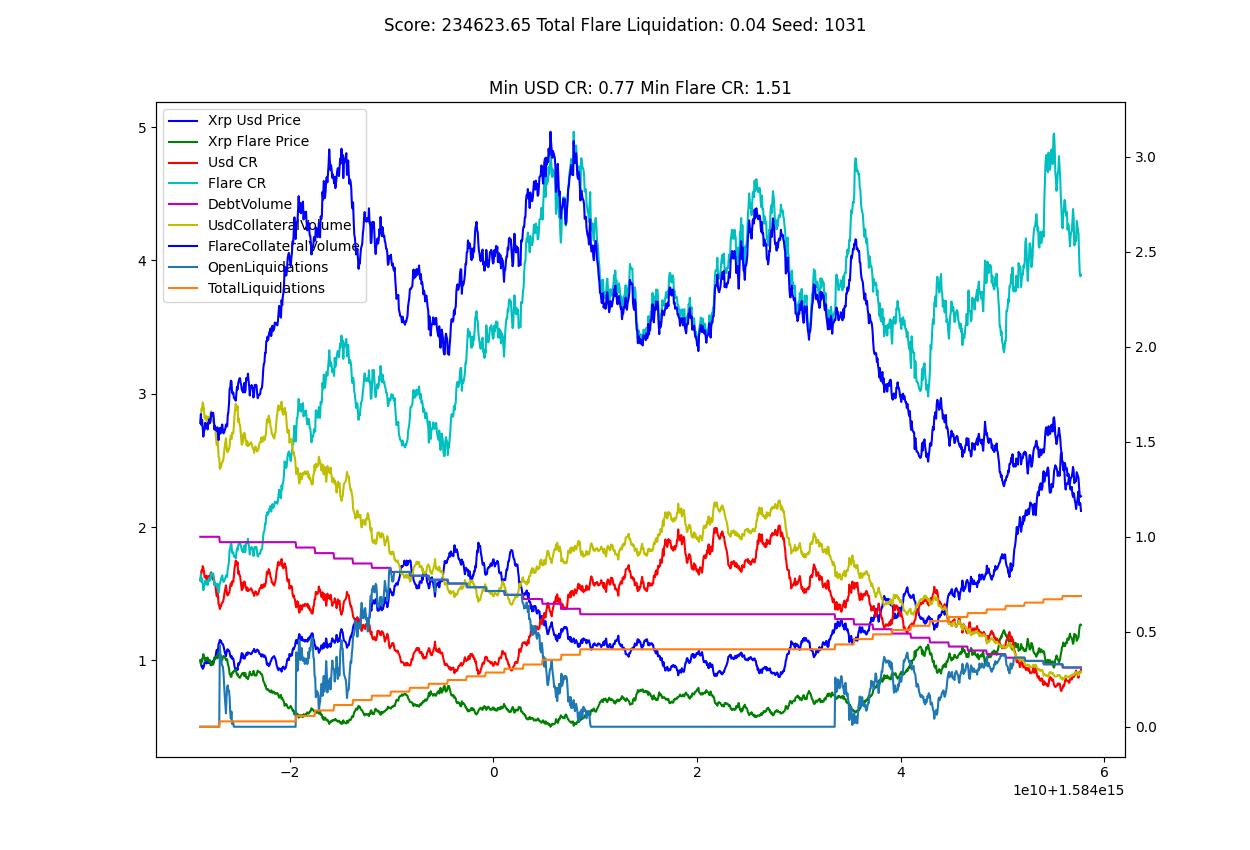 Score: 234623.65 Total Flare Liquidation: 0.04 Seed: 1031
Min USD CR: 0.77 Min Flare CR: 1.51
Xrp Usd Price
Xrp Flare Price
Usd CR
Flare CR
DebtVolume
UsdCollateralVolume
FlareCollateralVolume
OpenLiquidations
TotalLiquidations
5
4
3
2
1
3.0
2.5
2.0
1.5
1.0
0.5
0.0
−2 0 2 4 6
1e10+1.584e15